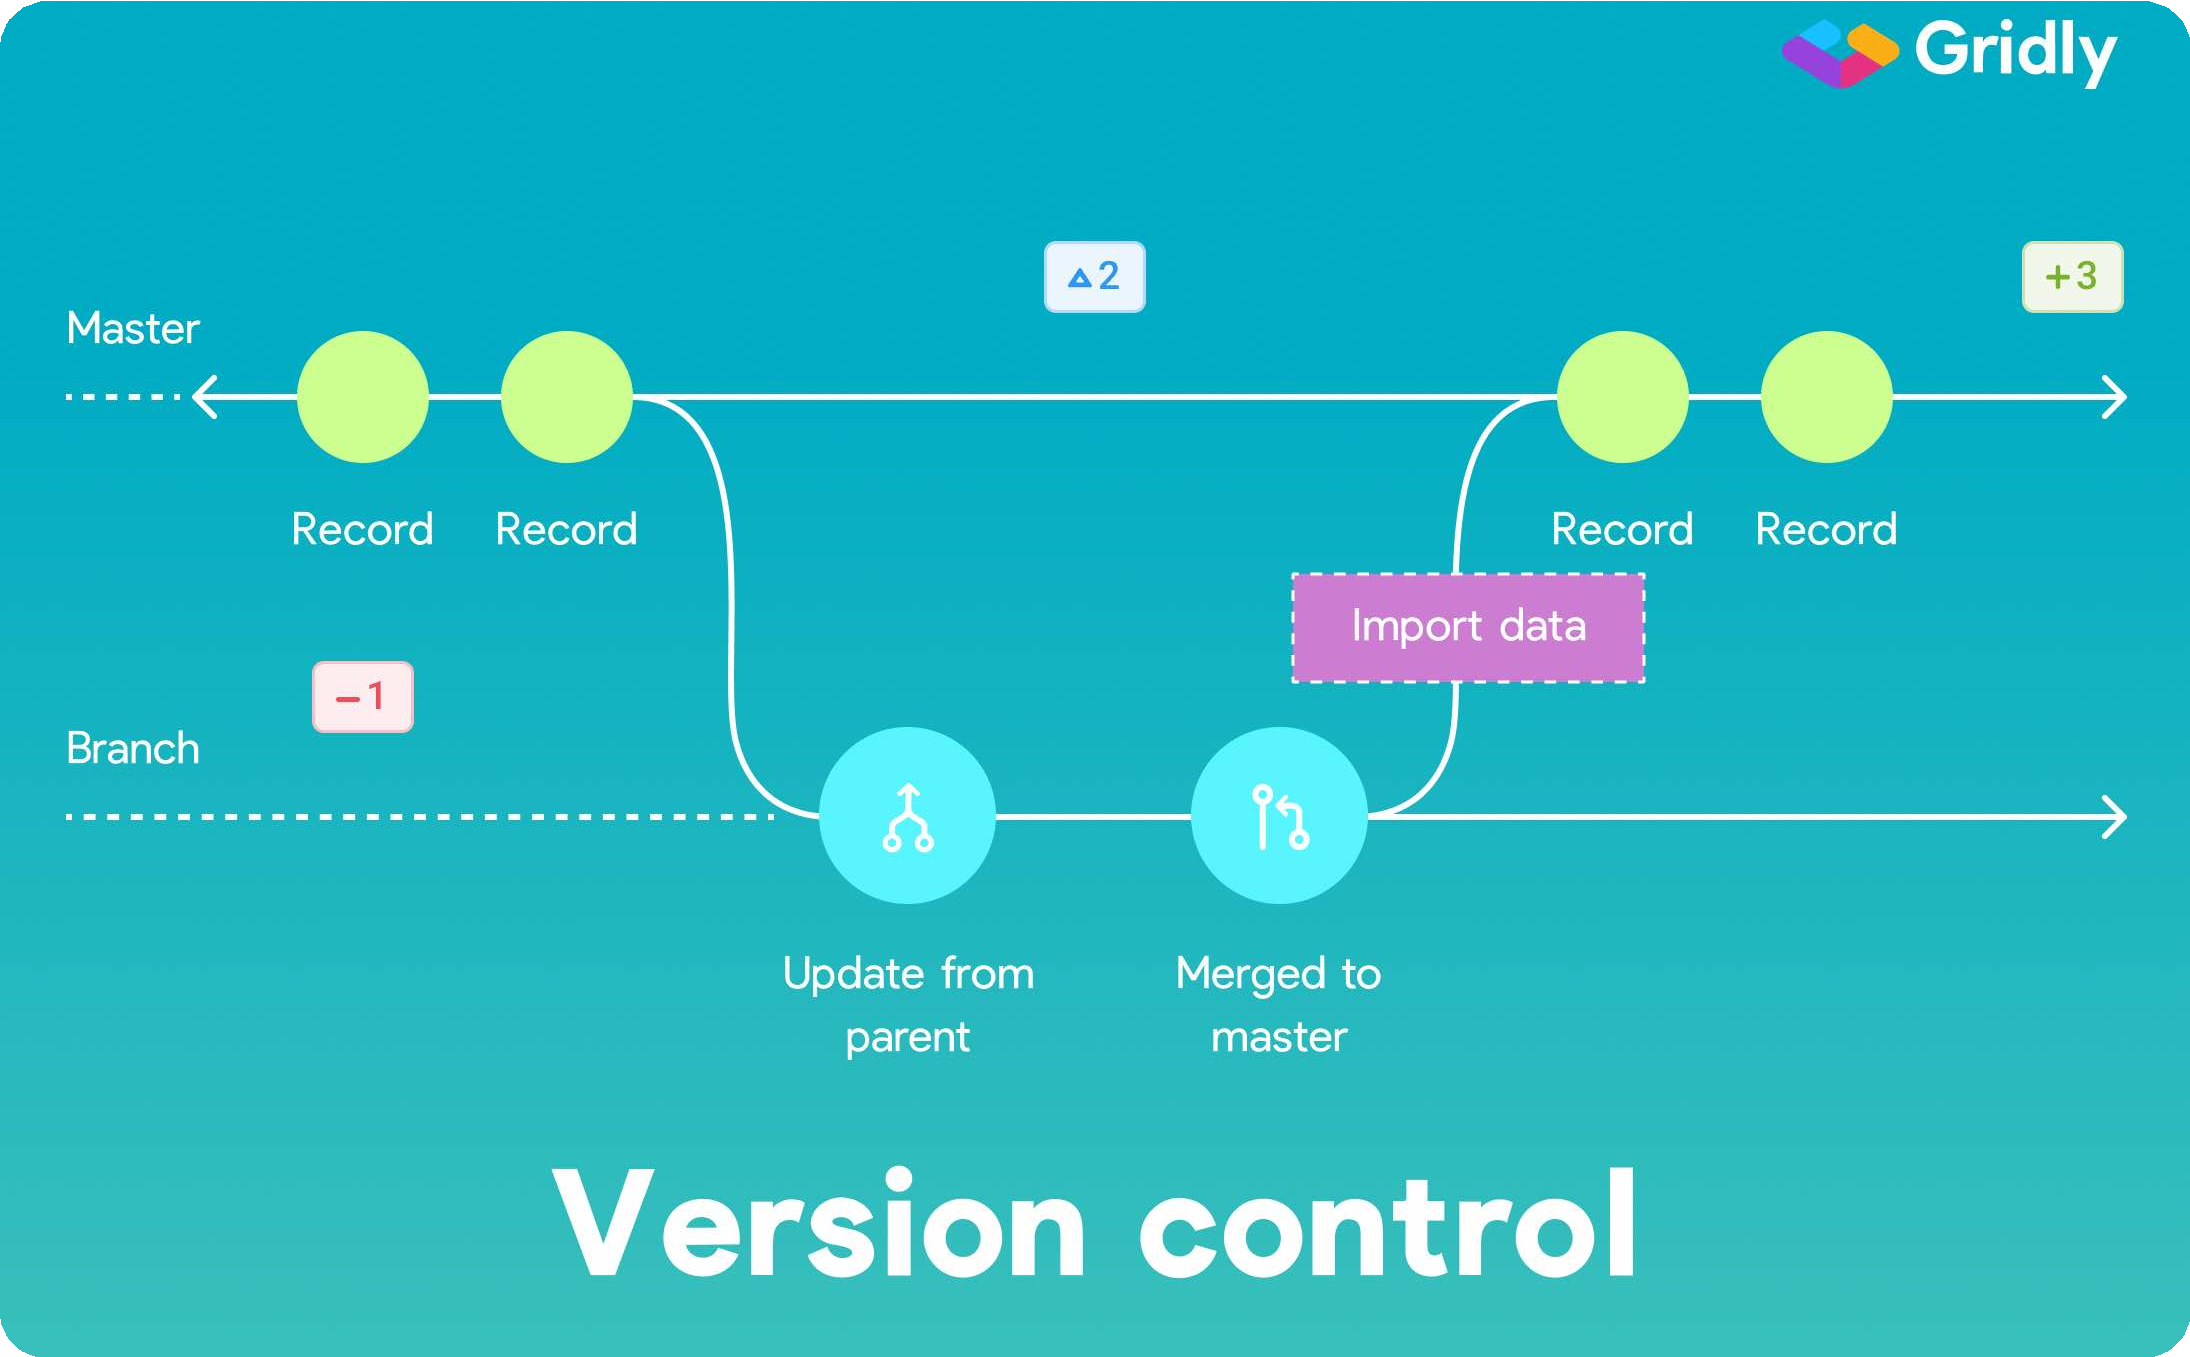 Gridly
△2
+3
Master
Record
Record
Record
Record
Import data
−1
Branch
Update from
parent
Merged to
master
Version control